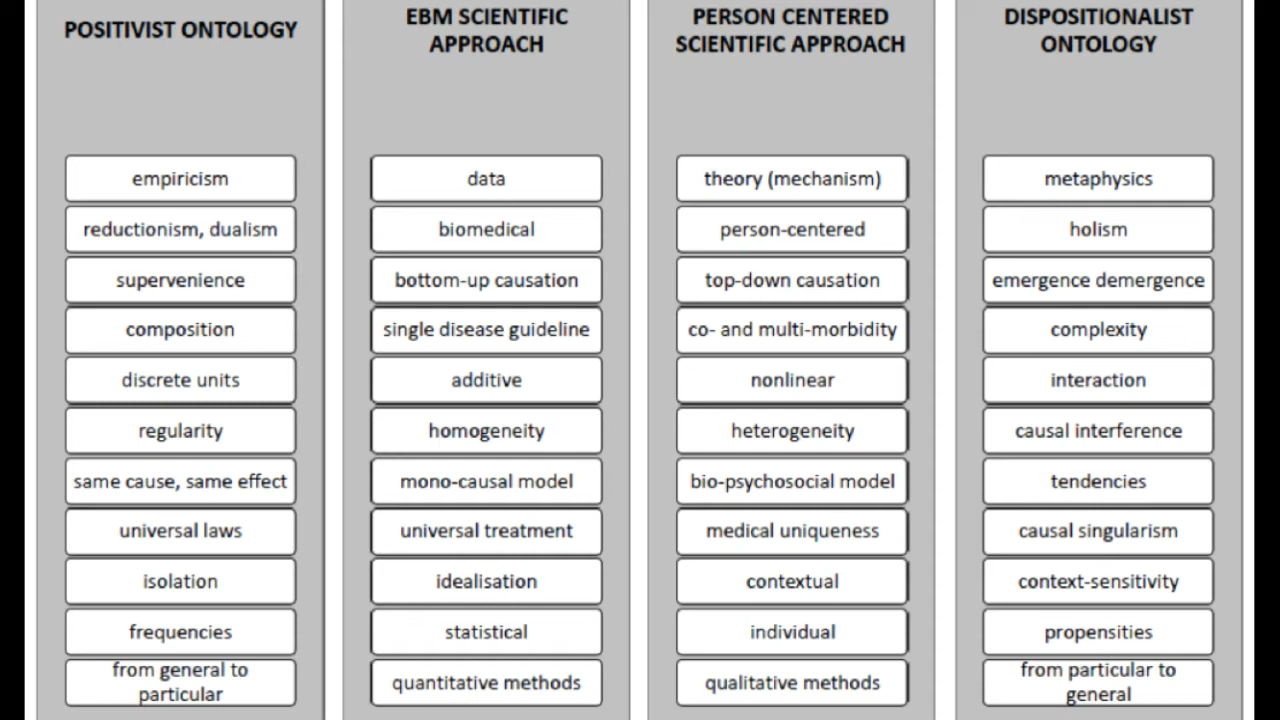 POSITIVIST ONTOLOGY
EBM SCIENTIFIC
APPROACH
PERSON CENTERED
SCIENTIFIC APPROACH
DISPOSITIONALIST
ONTOLOGY
empiricism
data
theory (mechanism)
metaphysics
reductionism, dualism
biomedical
person-centered
holism
supervenience
bottom-up causation
top-down causation
emergence demergence
composition
single disease guideline
co- and multi-morbidity
complexity
discrete units
additive
nonlinear
interaction
regularity
homogeneity
heterogeneity
causal interference
same cause, same effect
mono-causal model
bio-psychosocial model
tendencies
universal laws
universal treatment
medical uniqueness
causal singularism
isolation
idealisation
contextual
context-sensitivity
frequencies
statistical
individual
propensities
from general to
particular
quantitative methods
qualitative methods
from particular to
general